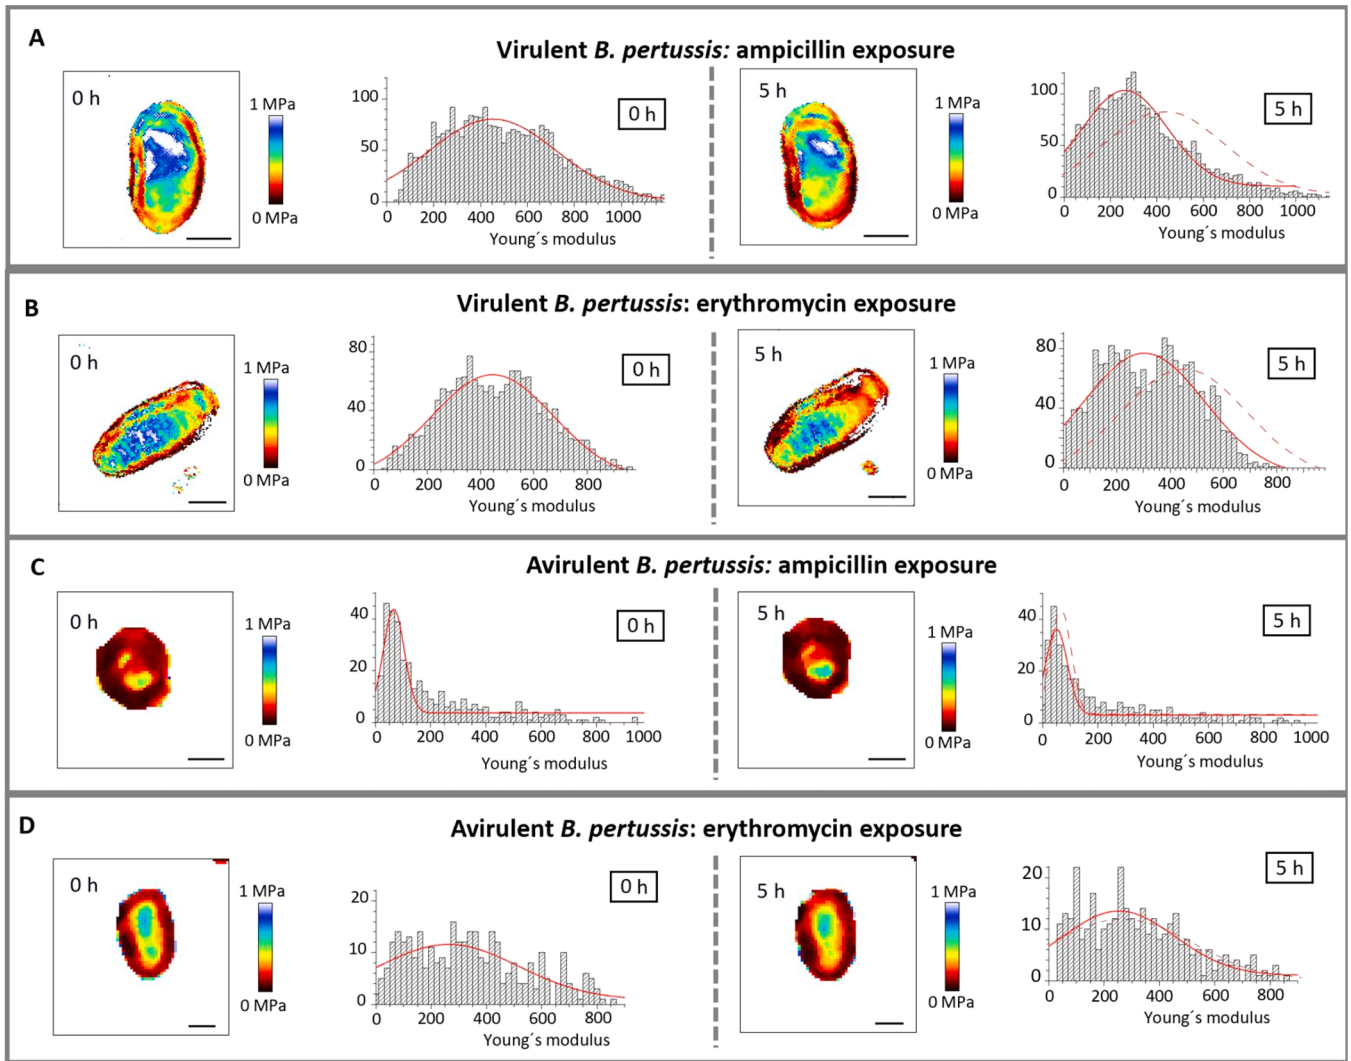 A
Virulent B. pertussis: ampicillin exposure
0 h
1 MPa
0 MPa
100
50
0
0 200 400 600 800 1000
Young´s modulus
0 h
5 h
1 MPa
0 MPa
100
50
0
0 200 400 600 800 1000
Young´s modulus
5 h
B
Virulent B. pertussis: erythromycin exposure
0 h
1 MPa
0 MPa
80
40
0
0 200 400 600 800
Young´s modulus
0 h
5 h
1 MPa
0 MPa
80
40
0
0 200 400 600 800
Young´s modulus
5 h
C
Avirulent B. pertussis: ampicillin exposure
0 h
1 MPa
0 MPa
40
20
0
0 200 400 600 800 1000
Young´s modulus
0 h
5 h
1 MPa
0 MPa
40
20
0
0 200 400 600 800 1000
Young´s modulus
5 h
D
Avirulent B. pertussis: erythromycin exposure
0 h
1 MPa
0 MPa
20
10
0
0 200 400 600 800
Young´s modulus
0 h
5 h
1 MPa
0 MPa
20
10
0
0 200 400 600 800
Young´s modulus
5 h